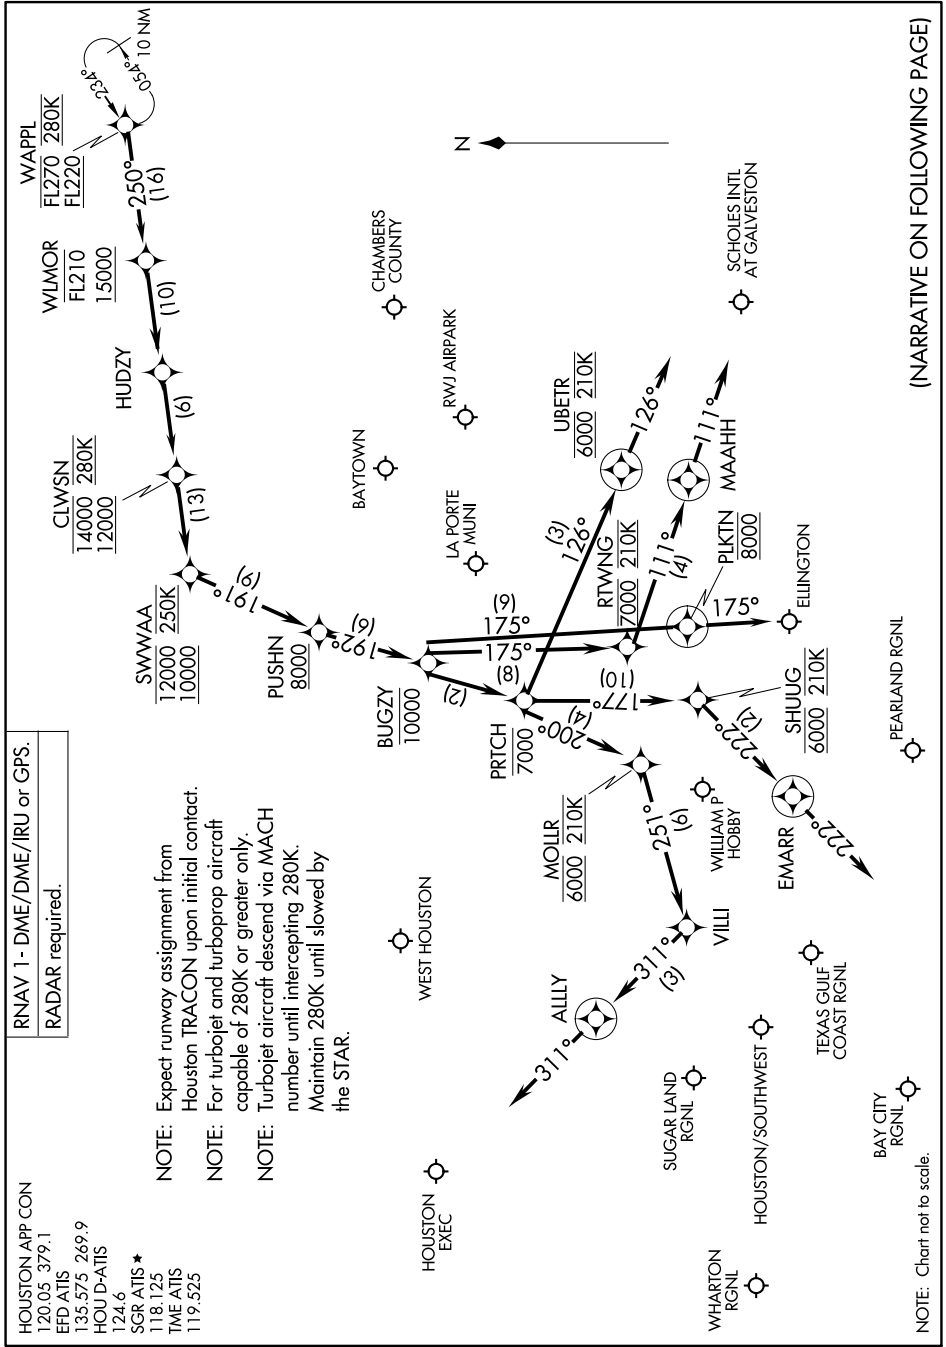 HOUSTON APP CON
120.05 379.1
EFD ATIS
135.575 269.9
HOU D-ATIS
124.6
SGR ATIS ★
118.125
TME ATIS
119.525
RNAV 1 - DME/DME/IRU or GPS.
RADAR required.
NOTE: Expect runway assignment from
Houston TRACON upon initial contact.
NOTE: For turbojet and turboprop aircraft
capable of 280K or greater only.
NOTE: Turbojet aircraft descend via MACH
number until intercepting 280K.
Maintain 280K until slowed by
the STAR.
WAPPL
FL270 280K
FL220
234°
054°
10 NM
250°
(16)
WLMOR
FL210
15000
(10)
HUDZY
(6)
CLWSN
14000 280K
12000
(13)
SWWAA
12000 250K
10000
191°
(9)
PUSHN
8000
192°
(6)
BUGZY
10000
(2)
175°
(9)
175°
(8)
PRTCH
7000
200°
(4)
177°
(10)
126°
(3)
UBETR
6000 210K
126°
RTWNG
7000 210K
111°
(4)
MAAHH
111°
PLKTN
8000
175°
MOLLR
6000 210K
251°
(6)
VILLI
311°
(3)
ALLLY
311°
SHUUG
6000 210K
222°
(2)
EMARR
222°
N
CHAMBERS
COUNTY
RWJ AIRPARK
BAYTOWN
LA PORTE
MUNI
SCHOLES INTL
AT GALVESTON
ELLINGTON
PEARLAND RGNL
WILLIAM P
HOBBY
WEST HOUSTON
TEXAS GULF
COAST RGNL
HOUSTON/SOUTHWEST
SUGAR LAND
RGNL
BAY CITY
RGNL
HOUSTON
EXEC
WHARTON
RGNL
NOTE: Chart not to scale.
(NARRATIVE ON FOLLOWING PAGE)